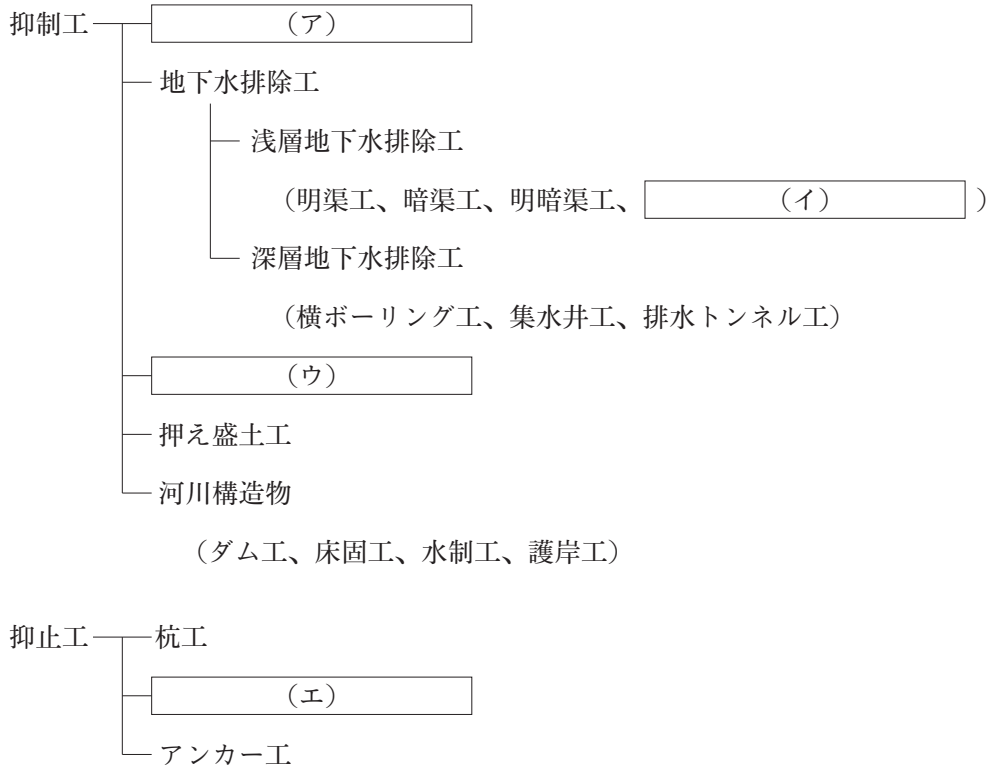 抑制工 （ア）
地下水排除工
浅層地下水排除工
（明渠工、暗渠工、明暗渠工、 （イ） ）
深層地下水排除工
（横ボーリング工、集水井工、排水トンネル工）
（ウ）
押え盛土工
河川構造物
（ダム工、床固工、水制工、護岸工）
抑止工 杭工
（エ）
アンカー工